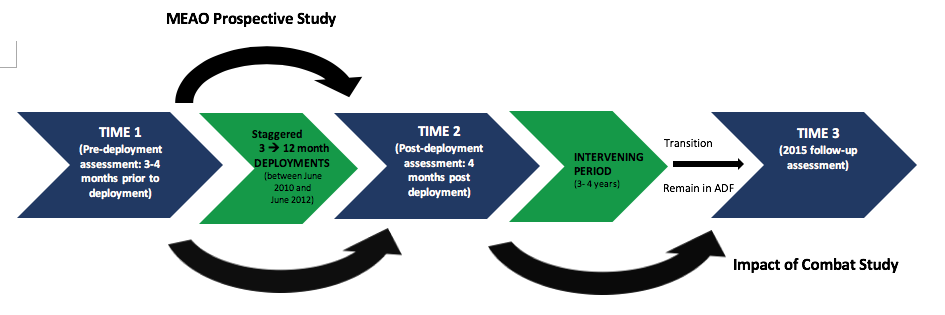 MEAO Prospective Study
TIME 1
(Pre-deployment
assessment: 3-4
months prior to
deployment)
Staggered
3 → 12 month
DEPLOYMENTS
(between June
2010 and
June 2012)
TIME 2
(Post-deployment
assessment: 4
months post
deployment)
INTERVENING
PERIOD
(3- 4 years)
Transition
Remain in ADF
TIME 3
(2015 follow-up
assessment)
Impact of Combat Study